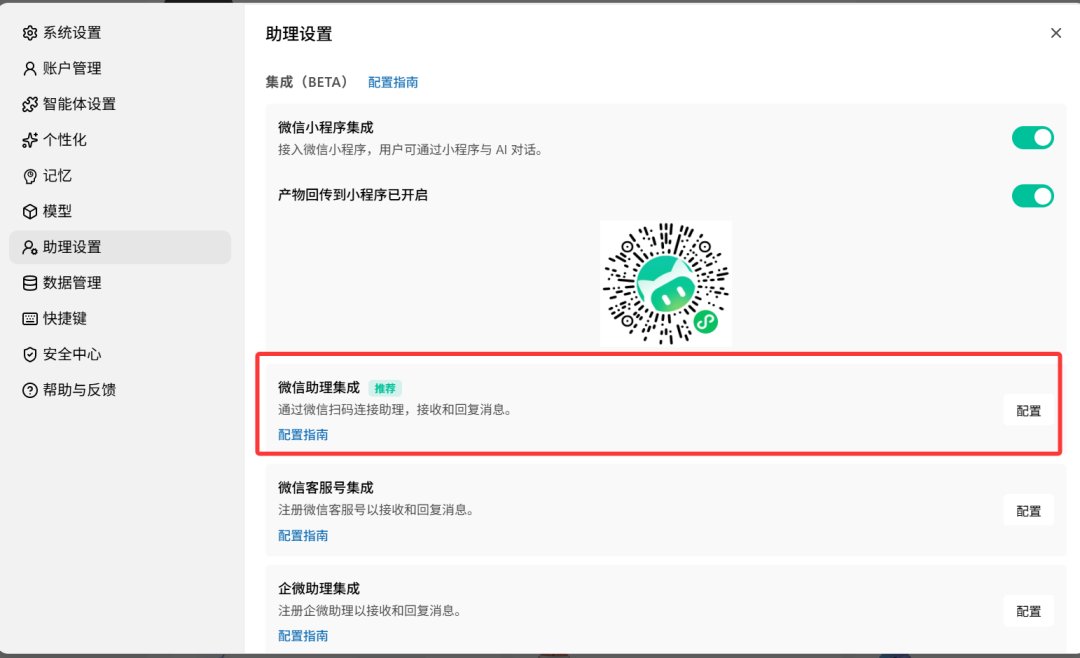 系统设置
账户管理
智能体设置
个性化
记忆
模型
助理设置
数据管理
快捷键
安全中心
帮助与反馈
助理设置
集成（BETA） 配置指南
微信小程序集成
接入微信小程序，用户可通过小程序与 AI 对话。
产物回传到小程序已开启
微信助理集成 推荐
通过微信扫码连接助理，接收和回复消息。
配置指南
配置
微信客服号集成
注册微信客服号以接收和回复消息。
配置指南
配置
企微助理集成
注册企微助理以接收和回复消息。
配置指南
配置